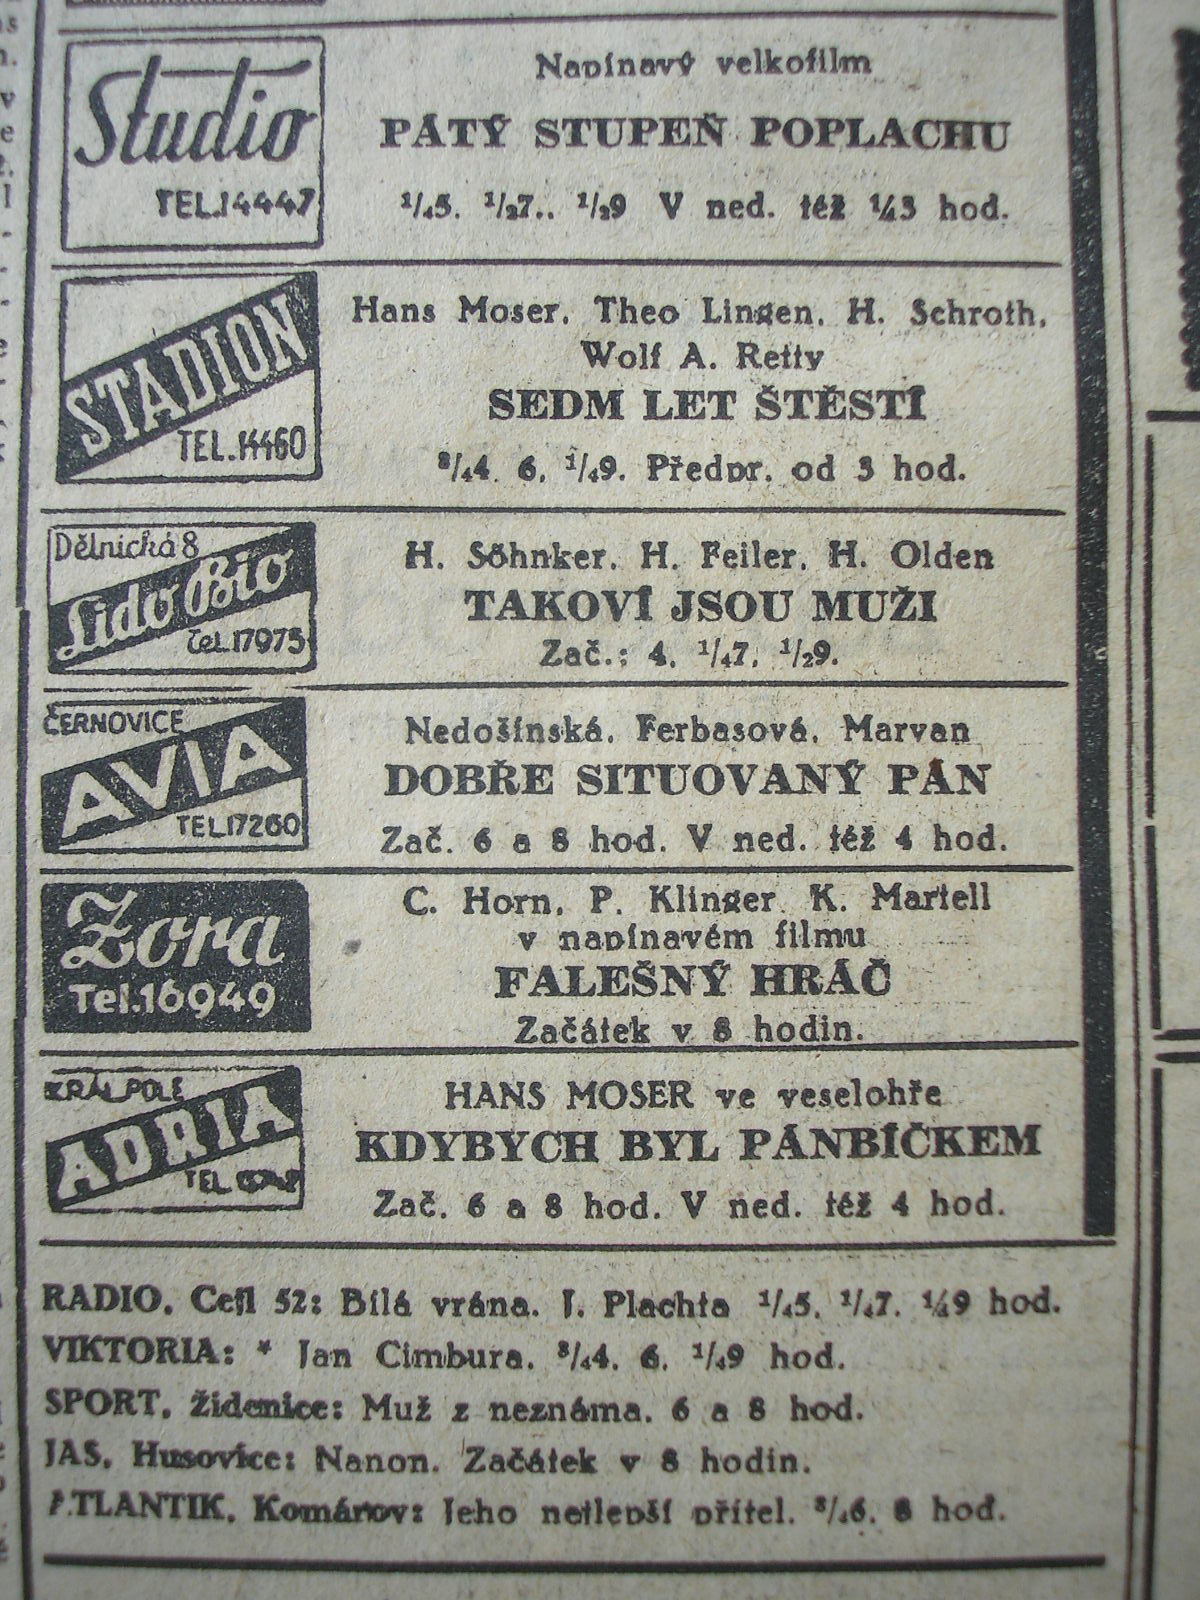 Studio
TEL.14447
Napínavý velkofilm
PÁTÝ STUPEŇ POPLACHU
¼5. ½7.. ½9 V ned. též ¼3 hod.
STADION
TEL.14460
Hans Moser, Theo Lingen, H. Schroth,
Wolf A. Retty
SEDM LET ŠTĚSTÍ
¾4. 6. ¼9. Předpr. od 3 hod.
Dělnická 8
Lido Bio
Tel.17975
H. Söhnker, H. Feiler, H. Olden
TAKOVÍ JSOU MUŽI
Zač.: 4. ¼7. ½9.
ČERNOVICE
AVIA
TEL.17260
Nedošínská, Ferbasová, Marvan
DOBŘE SITUOVANÝ PÁN
Zač. 6 a 8 hod. V ned. též 4 hod.
Zora
Tel.16949
C. Horn, P. Klinger, K. Martell
v napínavém filmu
FALEŠNÝ HRÁČ
Začátek v 8 hodin.
KRÁL. POLE
ADRIA
TEL
HANS MOSER ve veselohře
KDYBYCH BYL PÁNBÍČKEM
Zač. 6 a 8 hod. V ned. též 4 hod.
RADIO, Cejl 52: Bílá vrána. J. Plachta ¼5, ¼7, ¼9 hod.
VIKTORIA: * Jan Cimbura. ¾4. 6. ¼9 hod.
SPORT, Židenice: Muž z neznáma. 6 a 8 hod.
JAS, Husovice: Nanon. Začátek v 8 hodin.
ATLANTIK, Komárov: Jeho nejlepší přítel. ¾6. 8 hod.